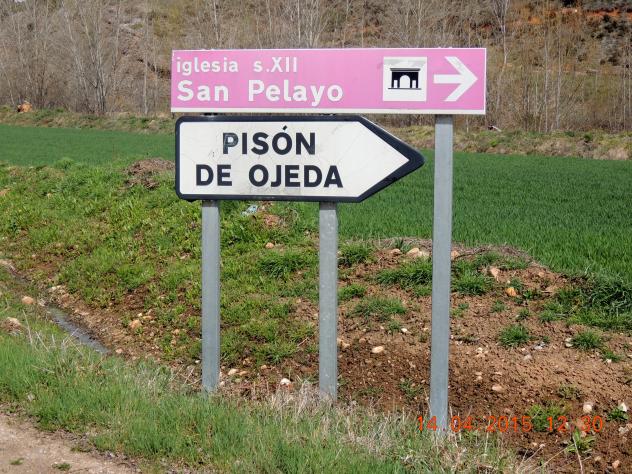 iglesia s.XII
San Pelayo
PISÓN
DE OJEDA
14 04 2015 12 30